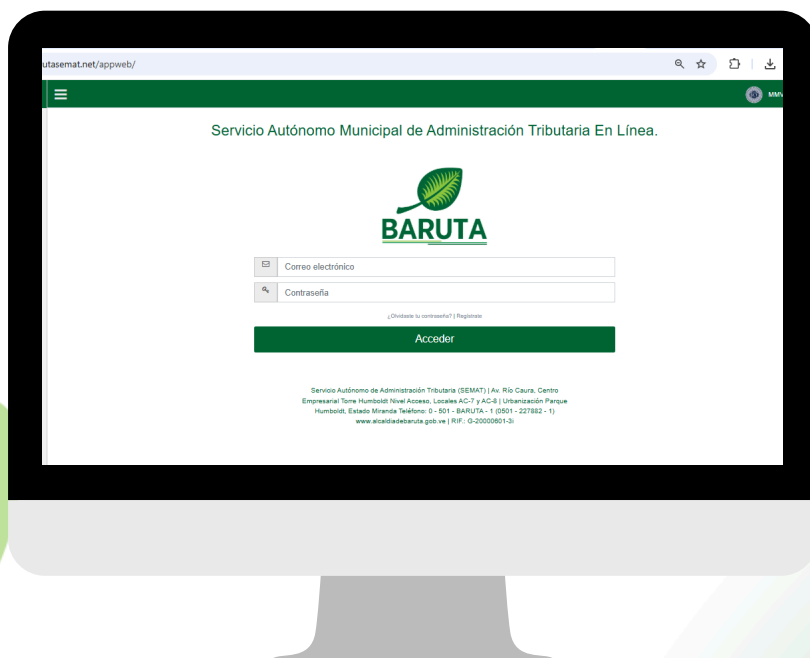 utasemat.net/appweb/
MMV
Servicio Autónomo Municipal de Administración Tributaria En Línea.
BARUTA
Correo electrónico
Contraseña
¿Olvidaste tu contraseña? | Regístrate
Acceder
Servicio Autónomo de Administración Tributaria (SEMAT) | Av. Río Caura, Centro
Empresarial Torre Humboldt Nivel Acceso, Locales AC-7 y AC-8 | Urbanización Parque
Humboldt, Estado Miranda Teléfono: 0 - 501 - BARUTA - 1 (0501 - 227882 - 1)
www.alcaldiadebaruta.gob.ve | RIF.: G-20000601-3i